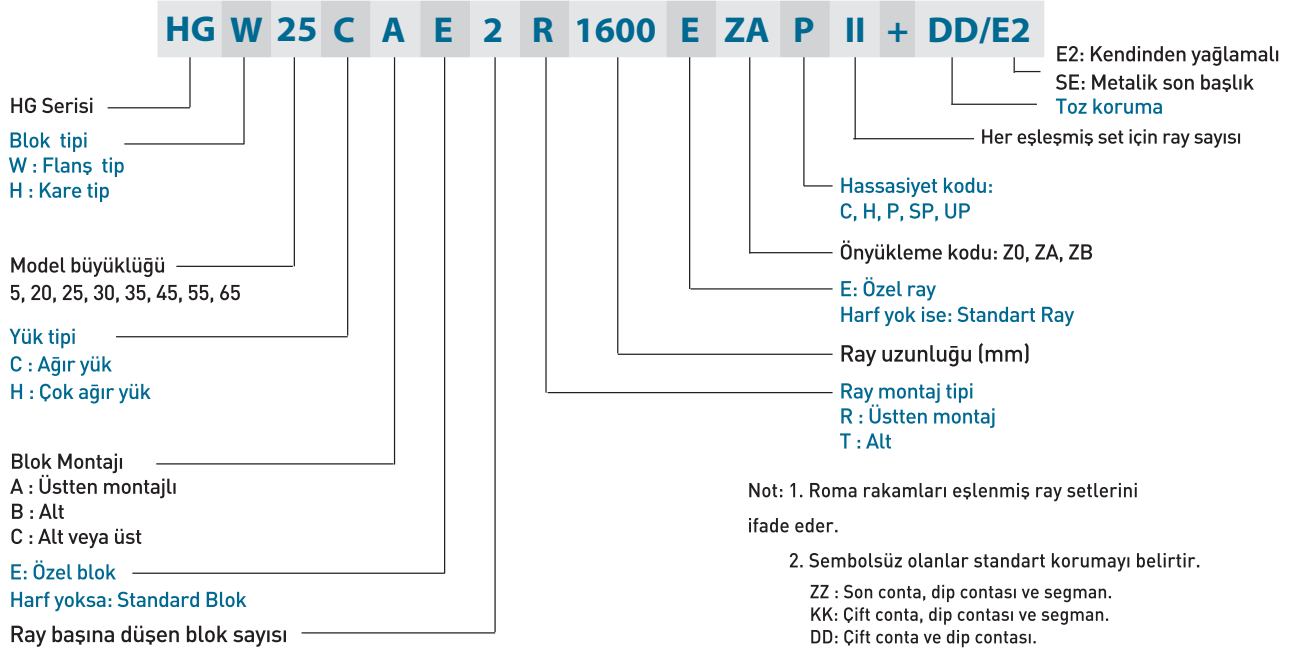 HG W 25 C A E 2 R 1600 E ZA P II + DD/E2
HG Serisi
Blok tipi
W : Flanş tip
H : Kare tip
Model büyüklüğü
5, 20, 25, 30, 35, 45, 55, 65
Yük tipi
C : Ağır yük
H : Çok ağır yük
Blok Montajı
A : Üstten montajlı
B : Alt
C : Alt veya üst
E: Özel blok
Harf yoksa: Standard Blok
Ray başına düşen blok sayısı
E2: Kendinden yağlamalı
SE: Metalik son başlık
Toz koruma
Her eşleşmiş set için ray sayısı
Hassasiyet kodu:
C, H, P, SP, UP
Önyükleme kodu: Z0, ZA, ZB
E: Özel ray
Harf yok ise: Standart Ray
Ray uzunluğu (mm)
Ray montaj tipi
R : Üstten montaj
T : Alt
Not: 1. Roma rakamları eşlenmiş ray setlerini
ifade eder.
2. Sembolsüz olanlar standart korumayı belirtir.
ZZ : Son conta, dip contası ve segman.
KK: Çift conta, dip contası ve segman.
DD: Çift conta ve dip contası.